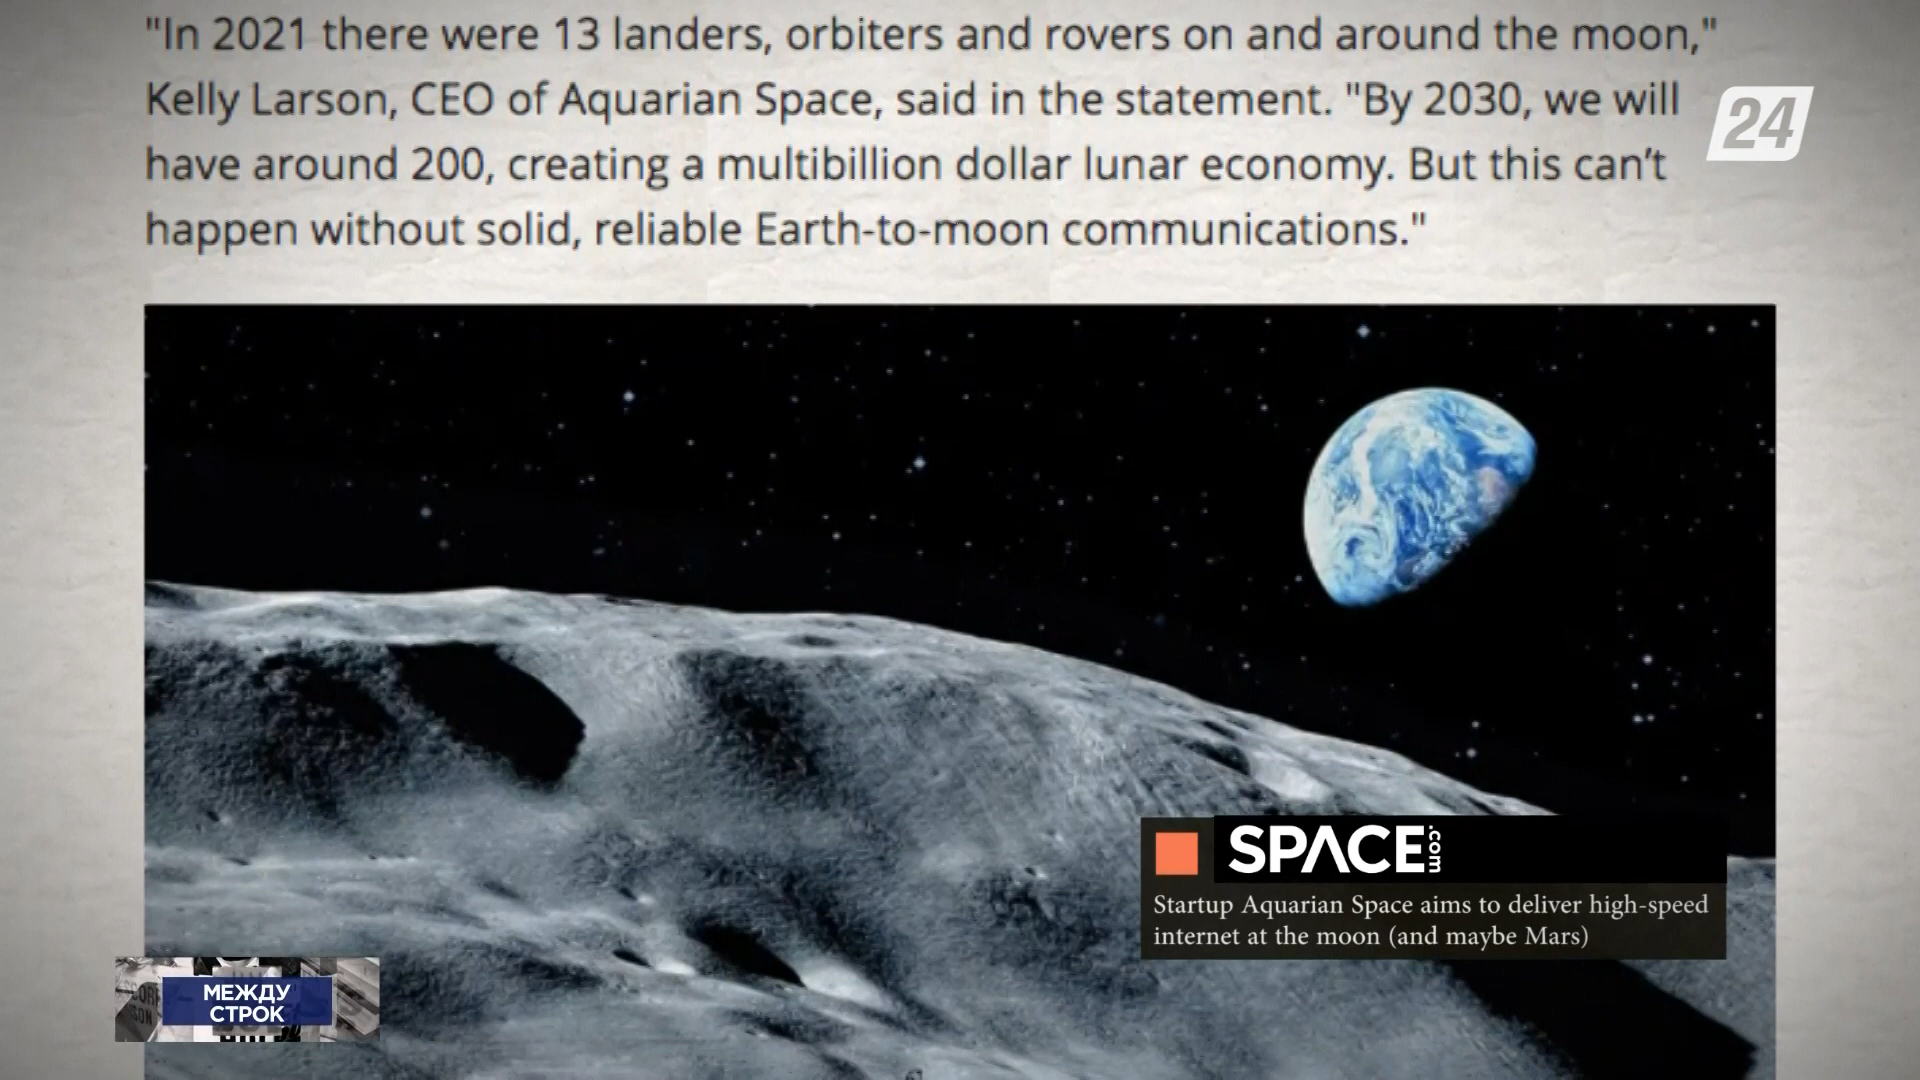 "In 2021 there were 13 landers, orbiters and rovers on and around the moon,"
Kelly Larson, CEO of Aquarian Space, said in the statement. "By 2030, we will
have around 200, creating a multibillion dollar lunar economy. But this can’t
happen without solid, reliable Earth-to-moon communications."
24
SPACE.com
Startup Aquarian Space aims to deliver high-speed
internet at the moon (and maybe Mars)
МЕЖДУ
СТРОК